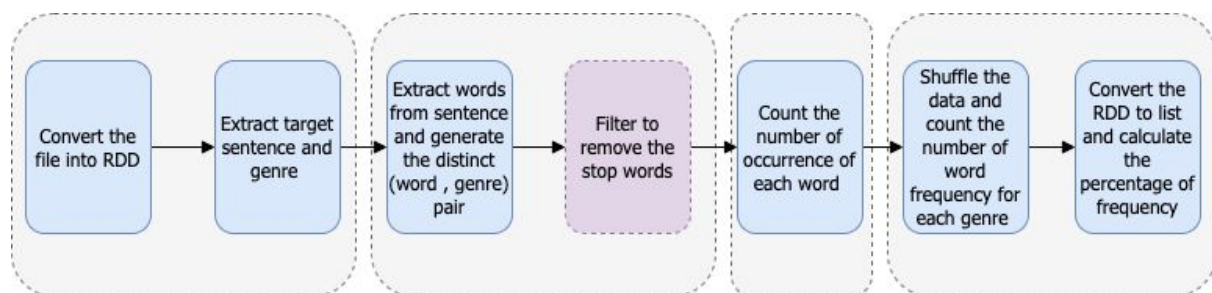 Convert the
file into RDD
Extract target
sentence and
genre
Extract words
from sentence
and generate
the distinct
(word , genre)
pair
Filter to
remove the
stop words
Count the
number of
occurrence of
each word
Shuffle the
data and
count the
number of
word
frequency for
each genre
Convert the
RDD to list
and calculate
the
percentage of
frequency